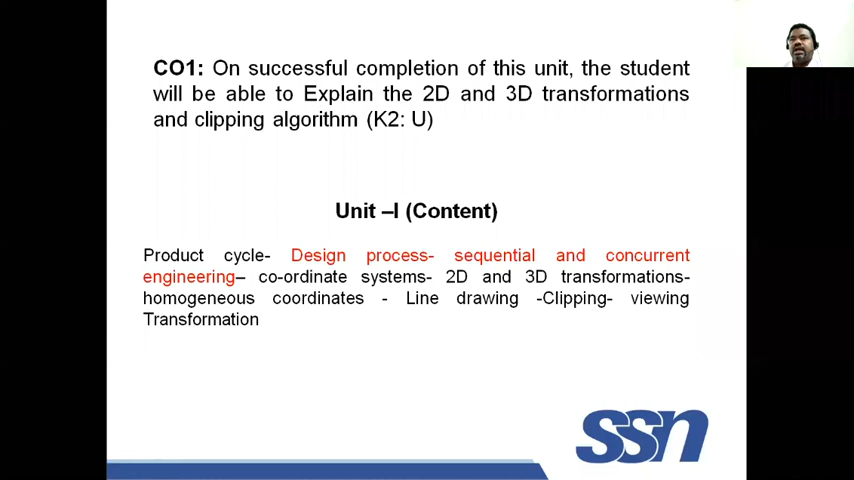 CO1: On successful completion of this unit, the student
will be able to Explain the 2D and 3D transformations
and clipping algorithm (K2: U)
Unit –I (Content)
Product cycle- Design process- sequential and concurrent
engineering– co-ordinate systems- 2D and 3D transformations-
homogeneous coordinates - Line drawing -Clipping- viewing
Transformation
ssn